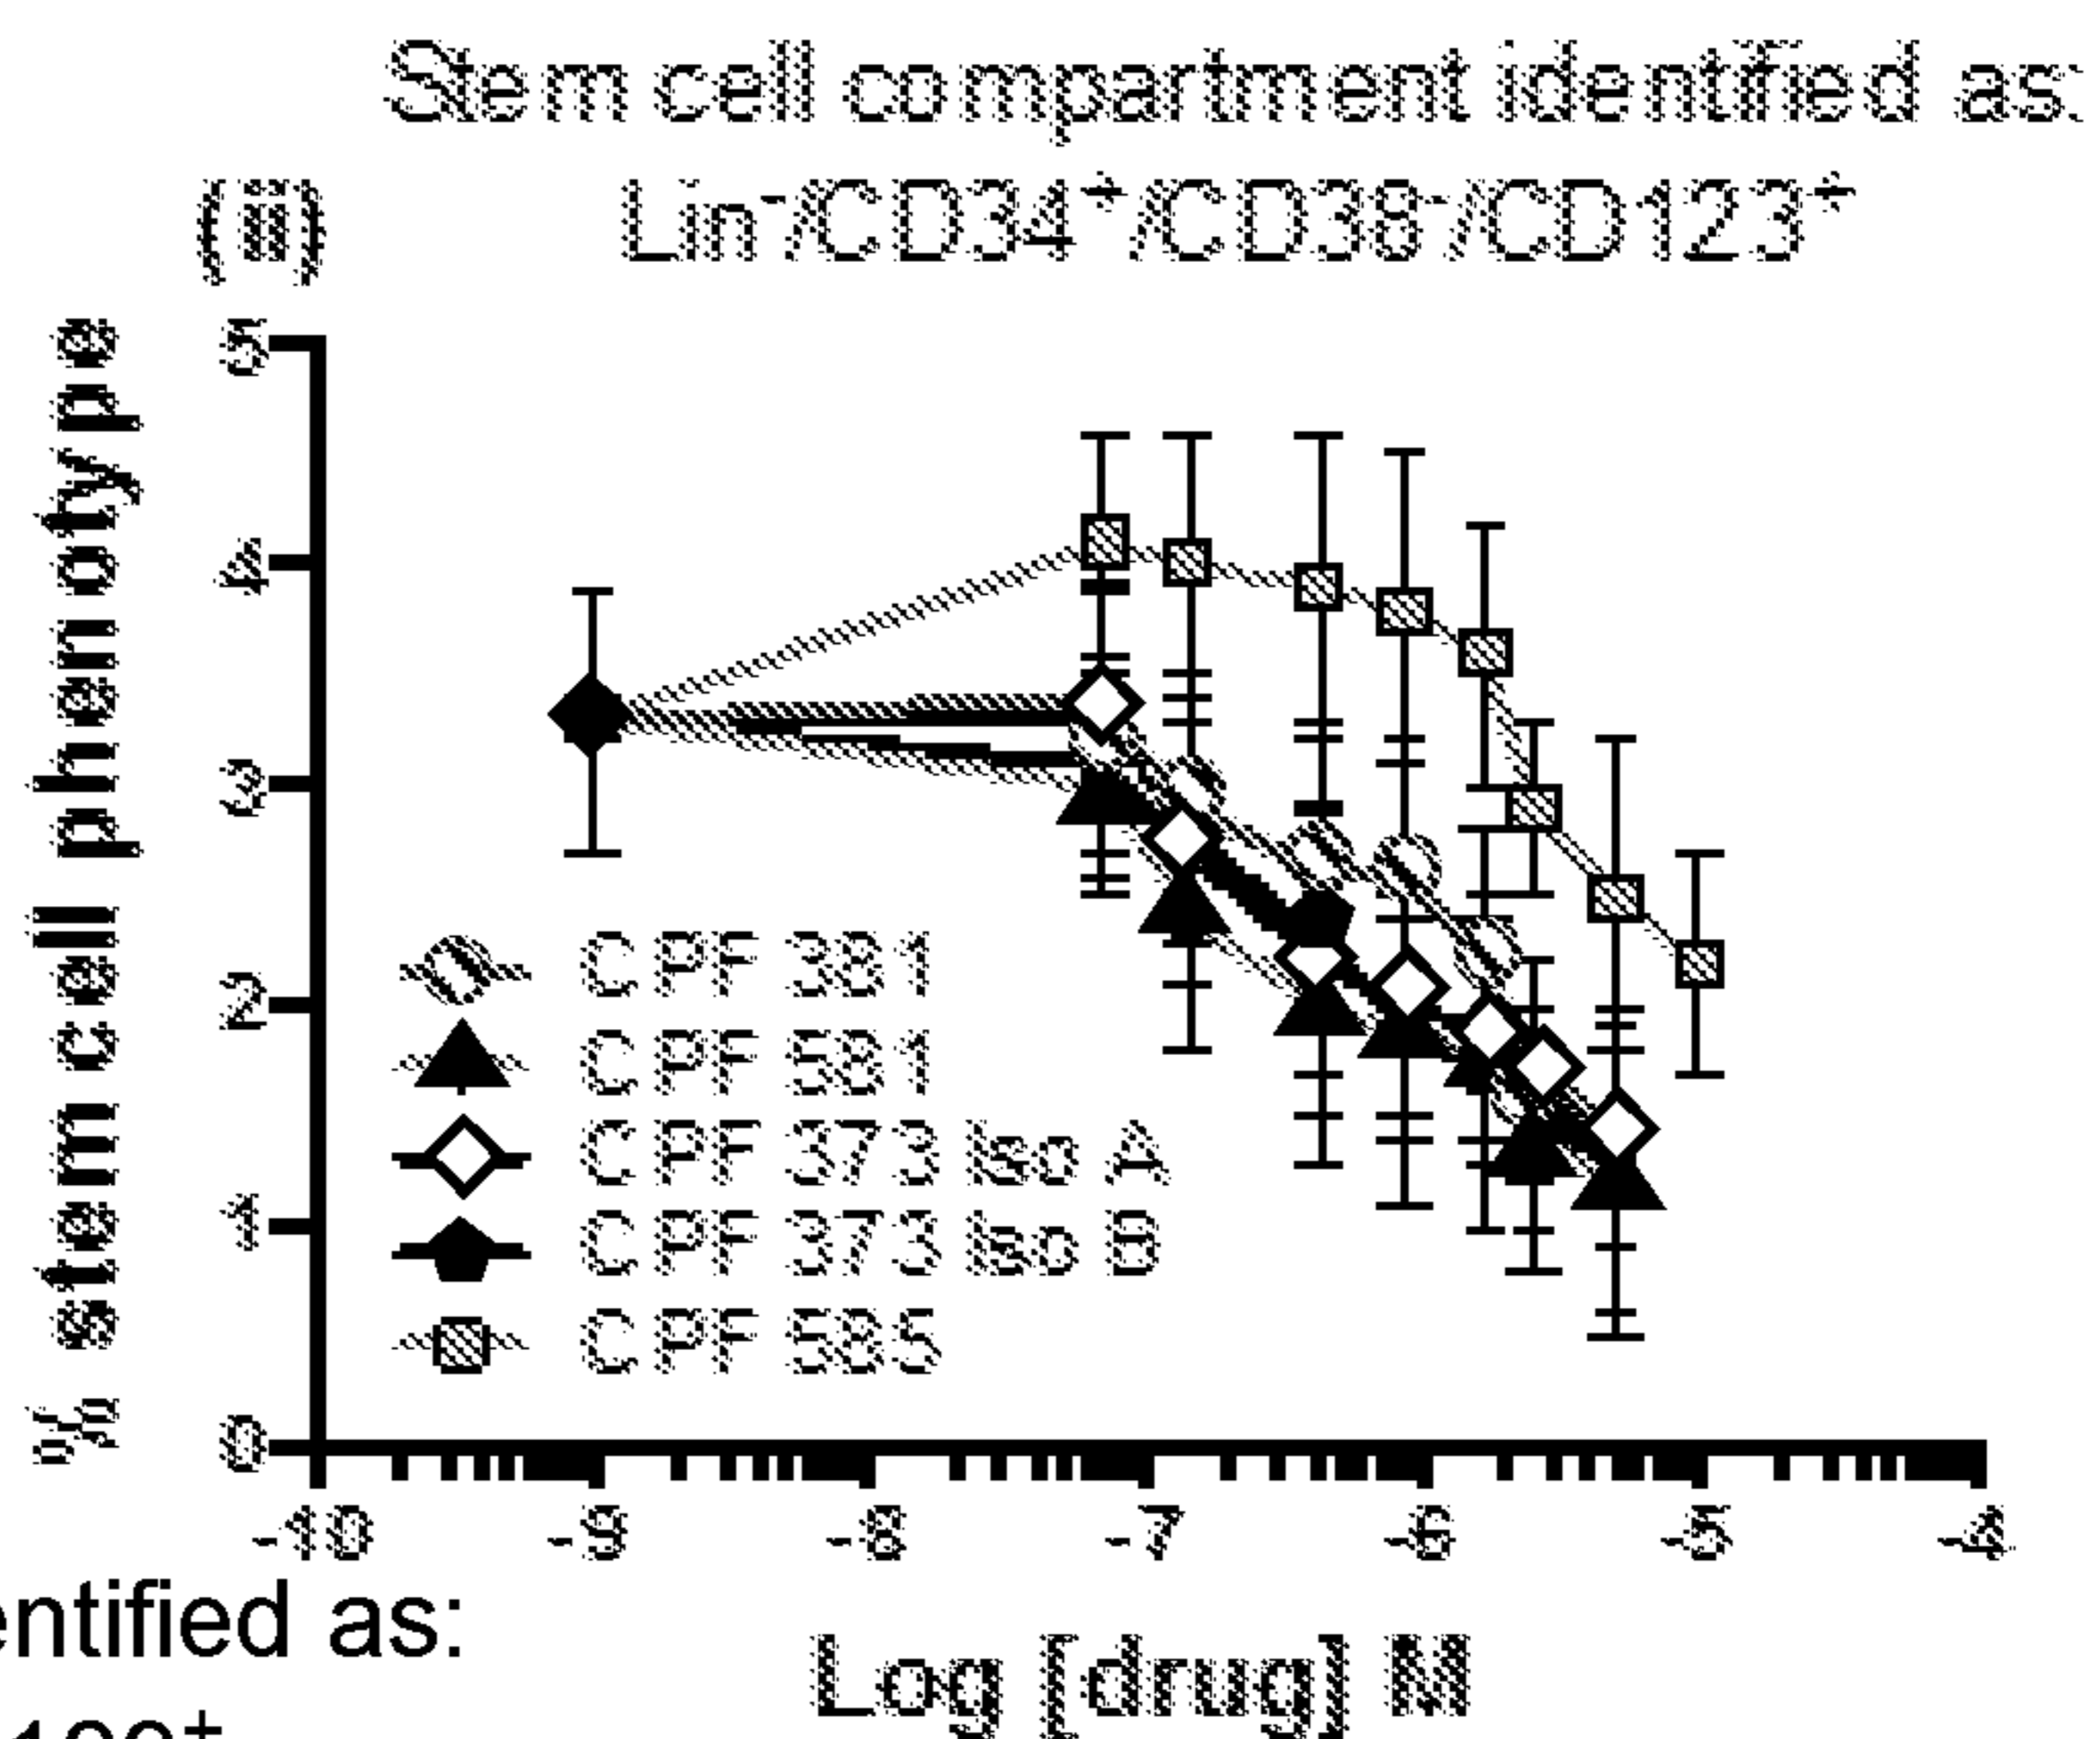 Stem cell compartment identified as:
(iii) Lin⁻/CD34⁺/CD38⁻/CD123⁺
% stem cell phenotype
5
4
3
2
1
0
CPF 381
CPF 581
CPF 373 Iso A
CPF 373 Iso B
CPF 585
-10 -9 -8 -7 -6 -5 -4
Log [drug] M
entified as: